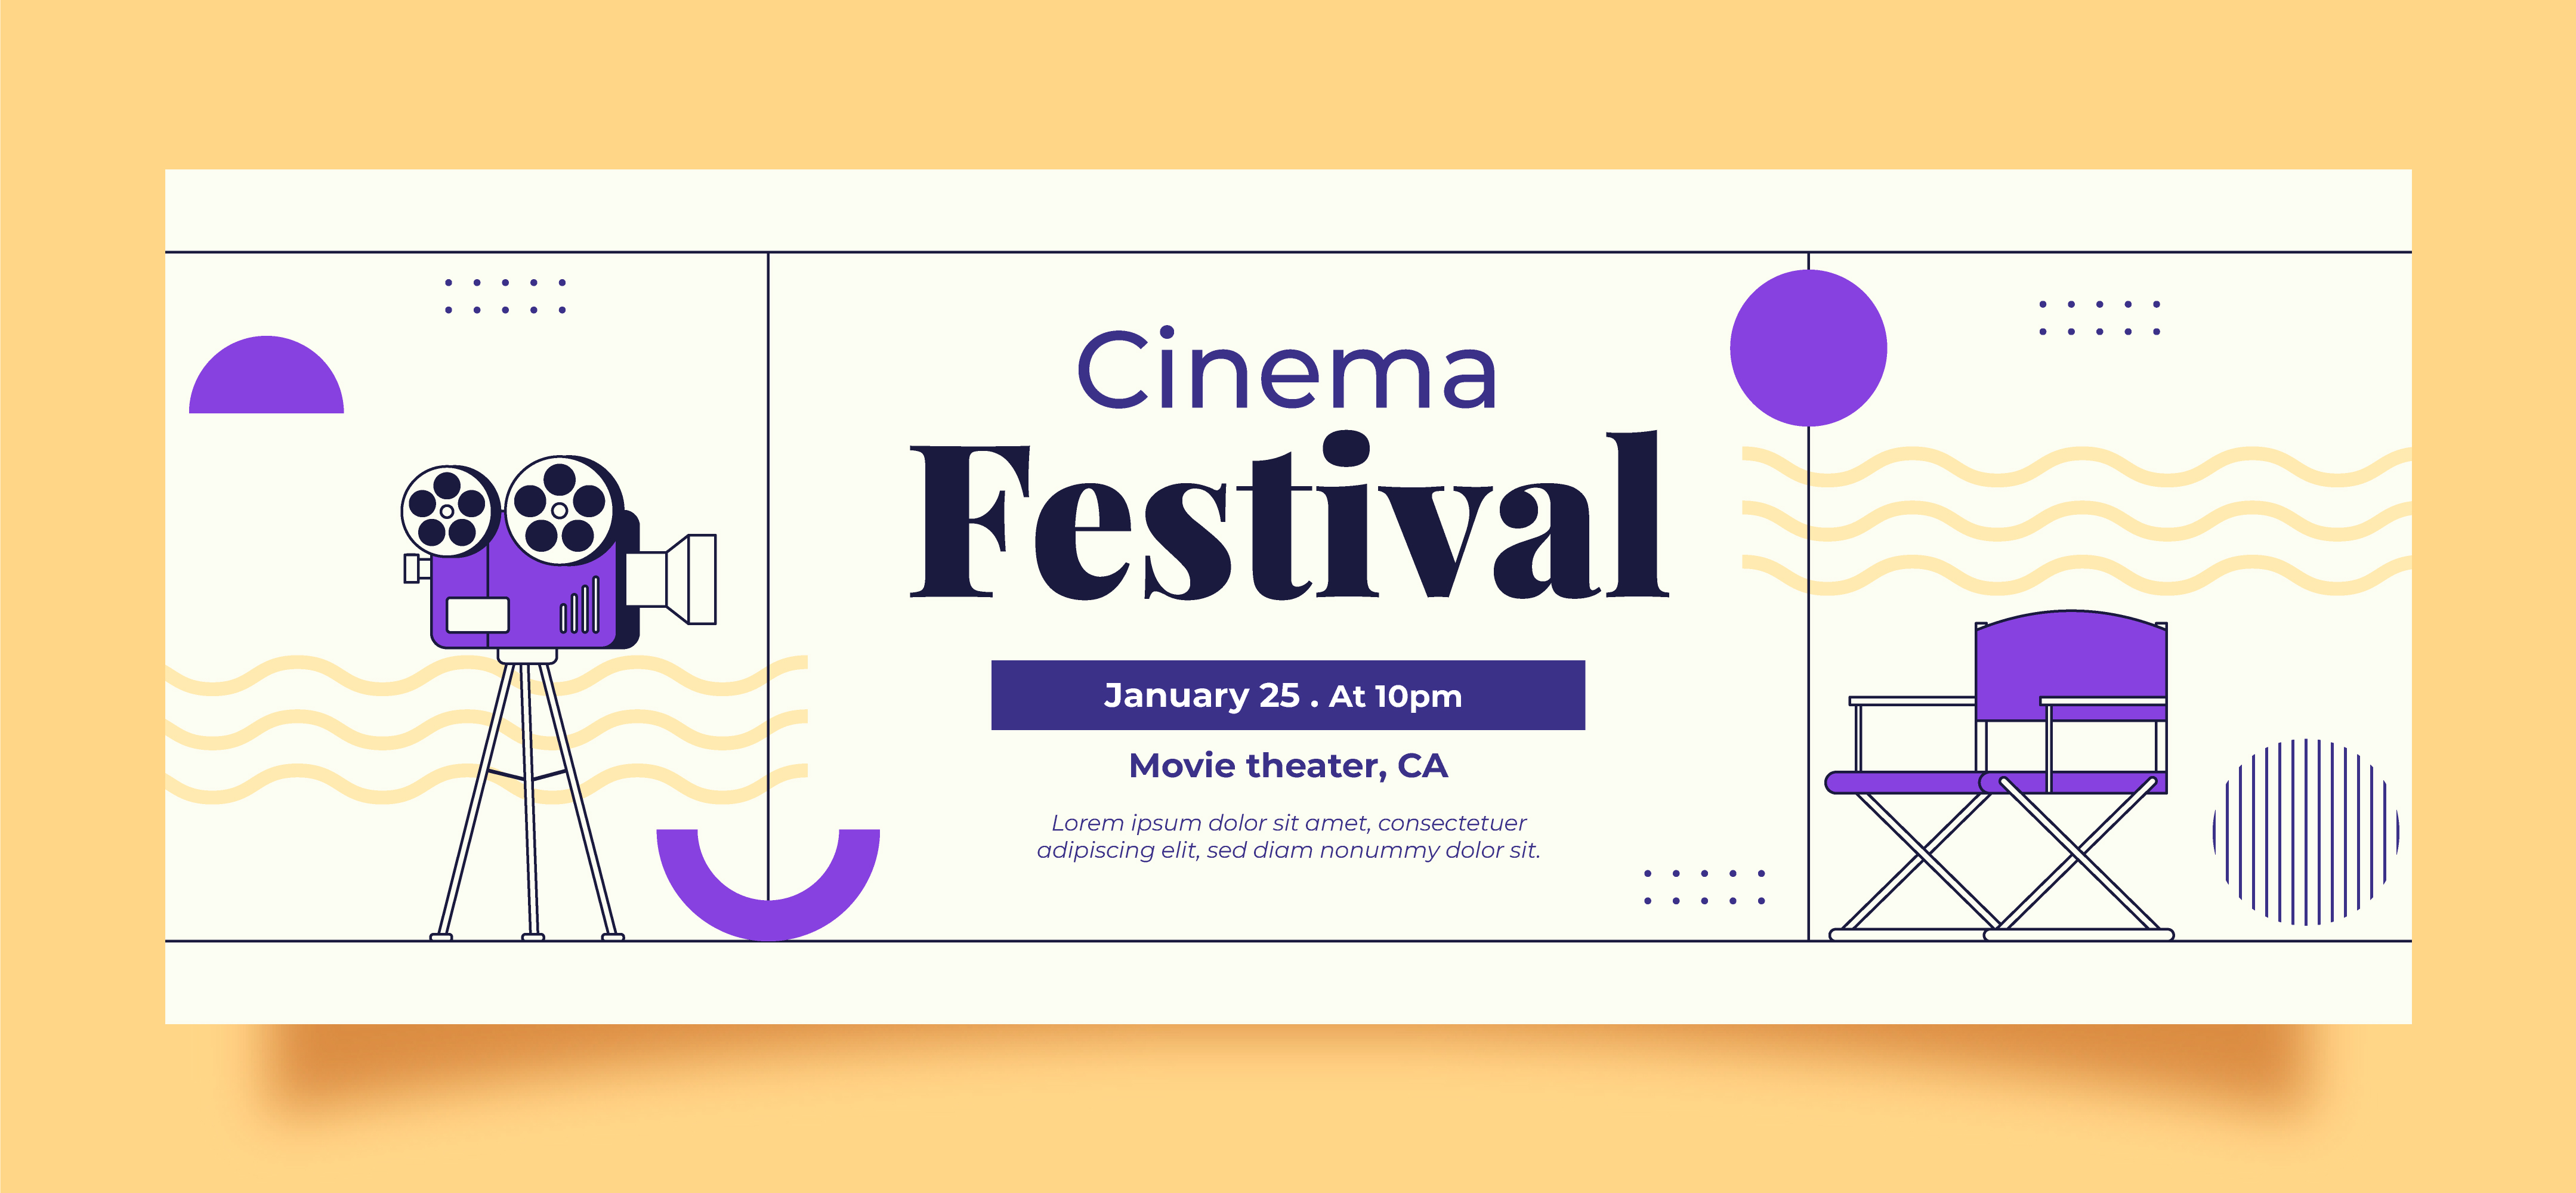 Cinema
Festival
January 25 . At 10pm
Movie theater, CA
Lorem ipsum dolor sit amet, consectetuer
adipiscing elit, sed diam nonummy dolor sit.